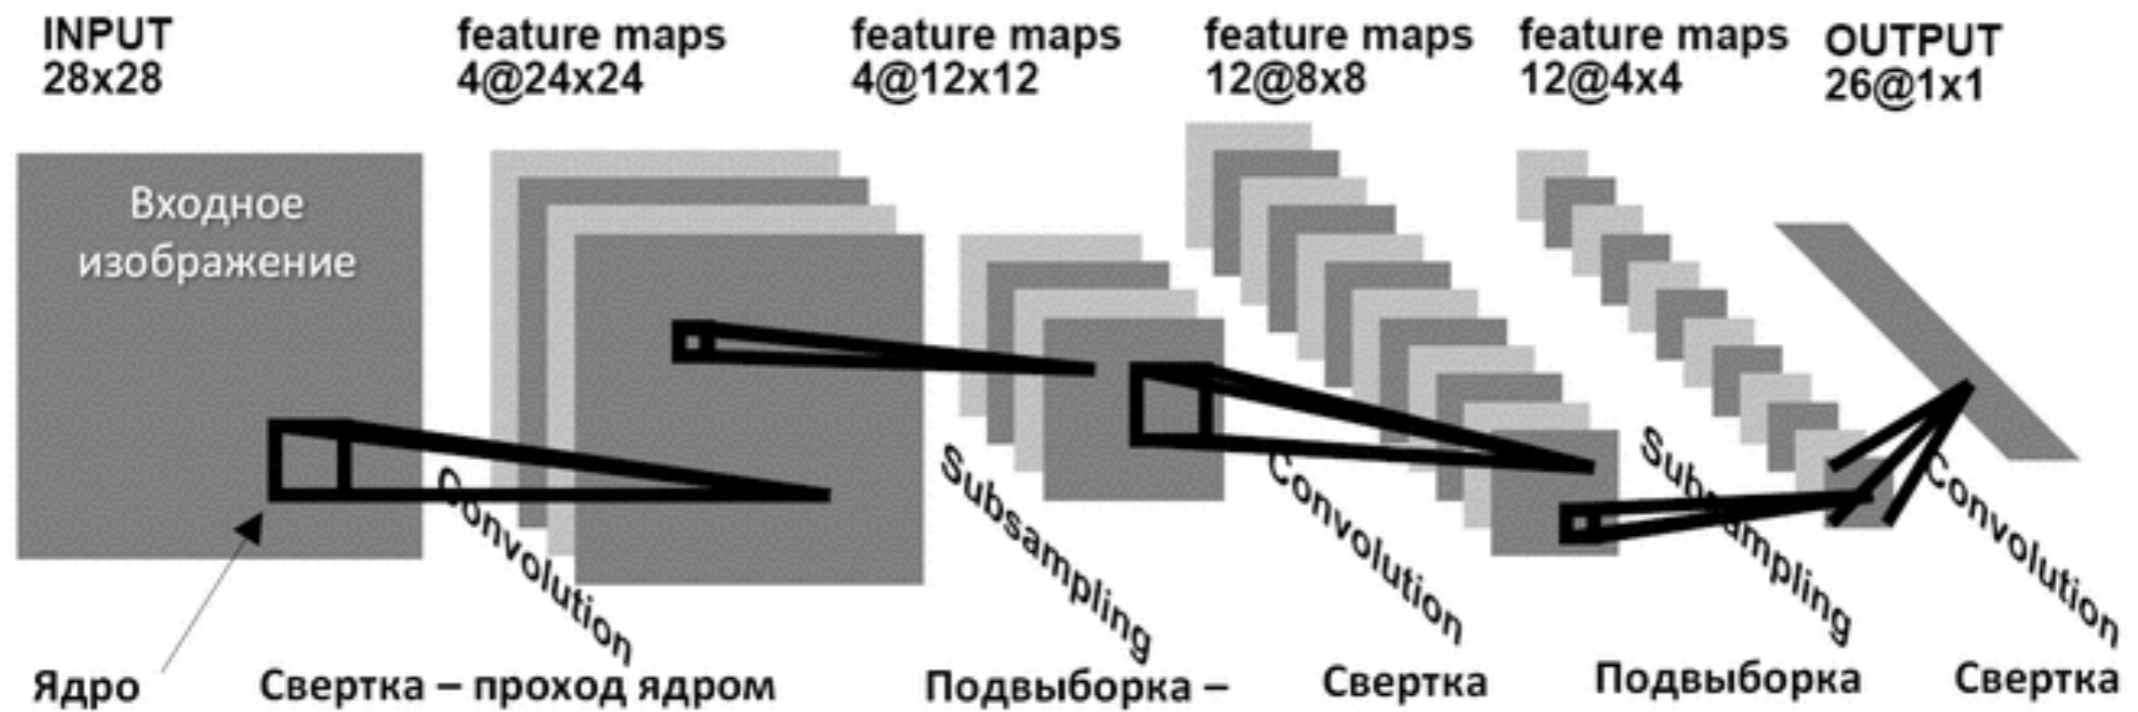 INPUT
28x28
feature maps
4@24x24
feature maps
4@12x12
feature maps
12@8x8
feature maps
12@4x4
OUTPUT
26@1x1
Входное
изображение
Convolution
Subsampling
Convolution
Subsampling
Convolution
Ядро
Свертка – проход ядром
Подвыборка –
Свертка
Подвыборка
Свертка